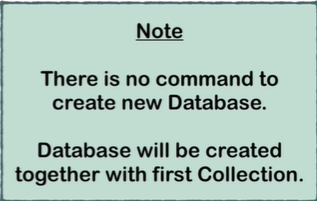 Note
There is no command to
create new Database.
Database will be created
together with first Collection.